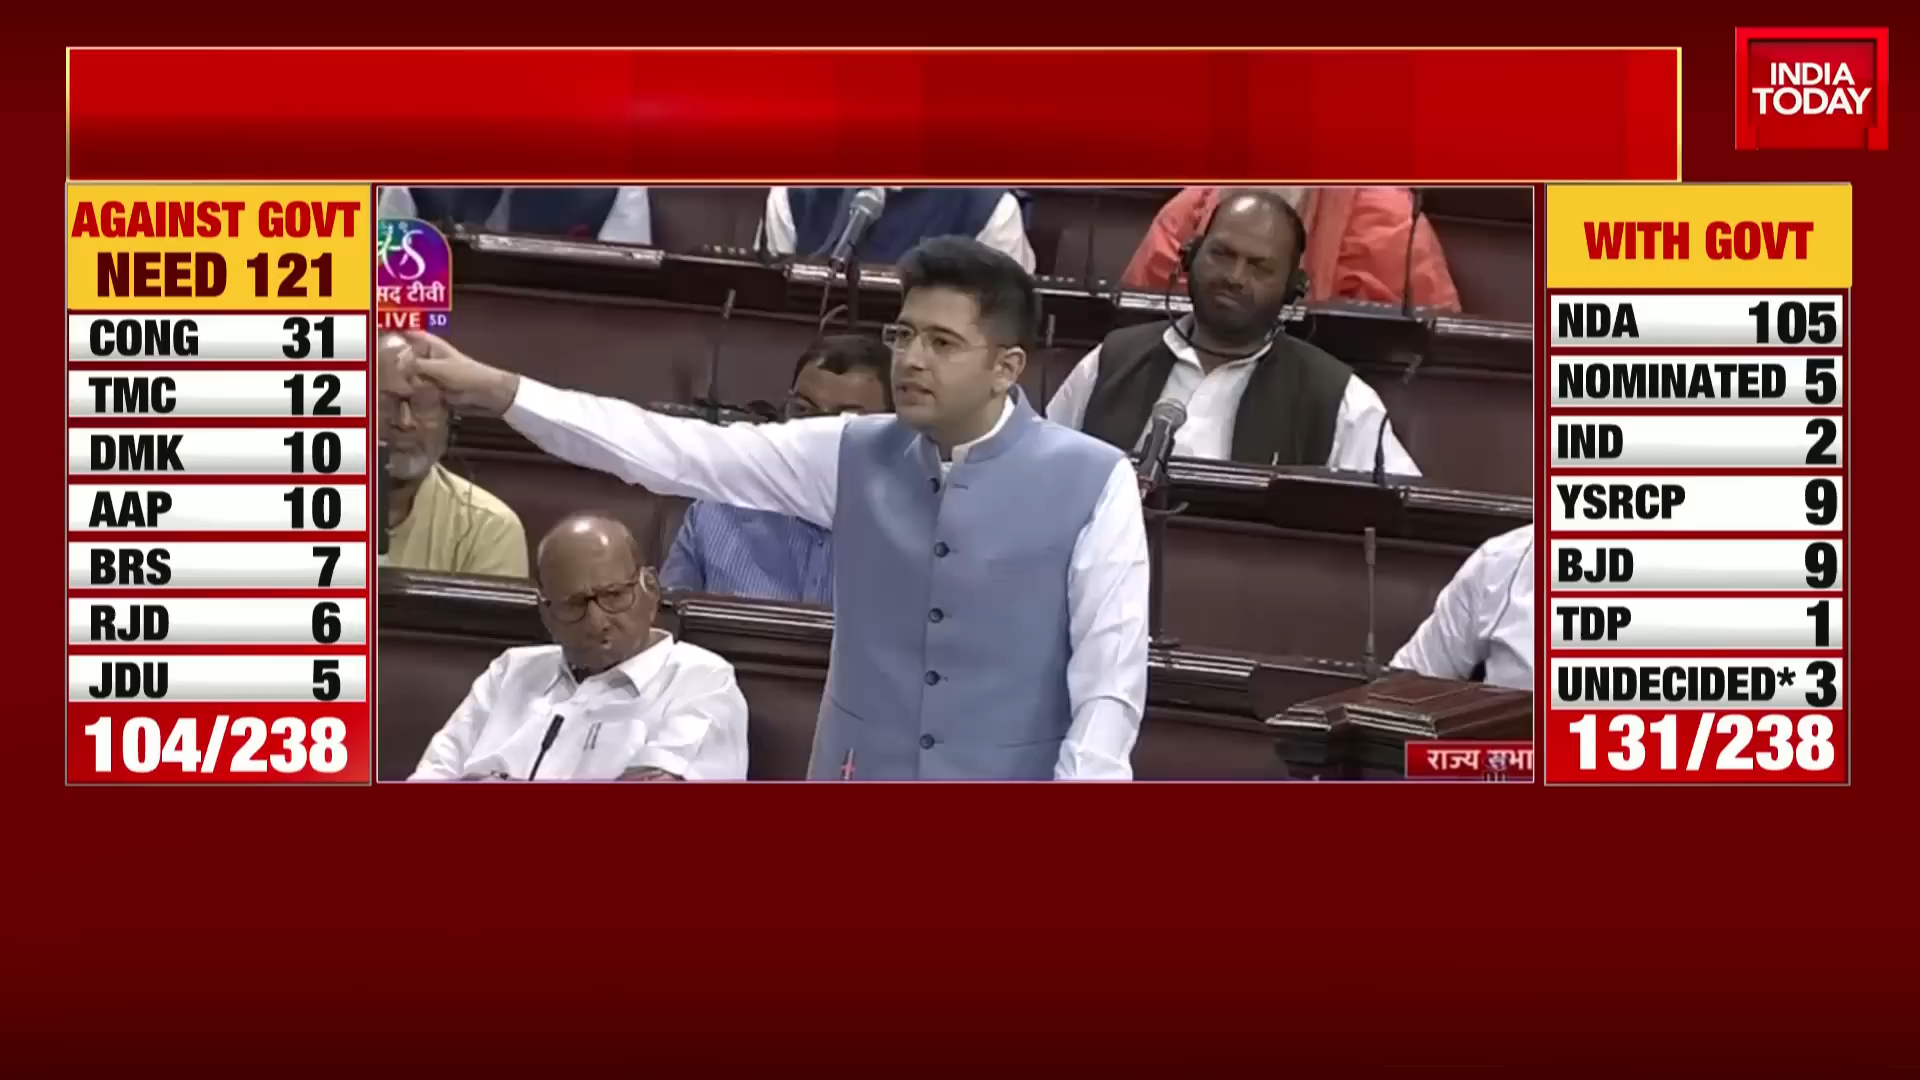 INDIA
TODAY
AGAINST GOVT
NEED 121
CONG 31
TMC 12
DMK 10
AAP 10
BRS 7
RJD 6
JDU 5
104/238
LIVE SD
राज्य सभा
WITH GOVT
NDA 105
NOMINATED 5
IND 2
YSRCP 9
BJD 9
TDP 1
UNDECIDED* 3
131/238